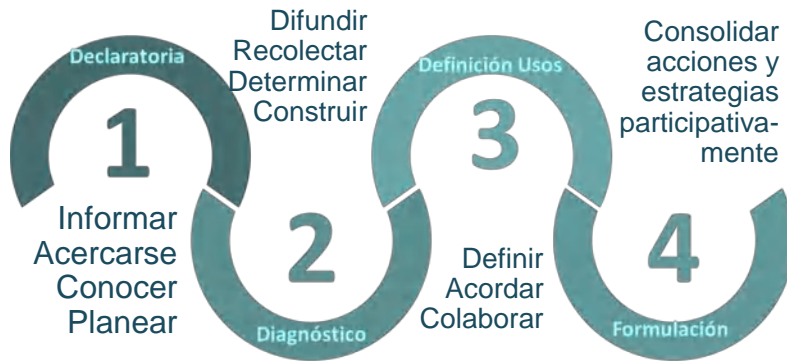 Declaratoria
1
Informar
Acercarse
Conocer
Planear
Difundir
Recolectar
Determinar
Construir
2
Diagnóstico
Definición Usos
3
Definir
Acordar
Colaborar
Consolidar
acciones y
estrategias
participativa-
mente
4
Formulación